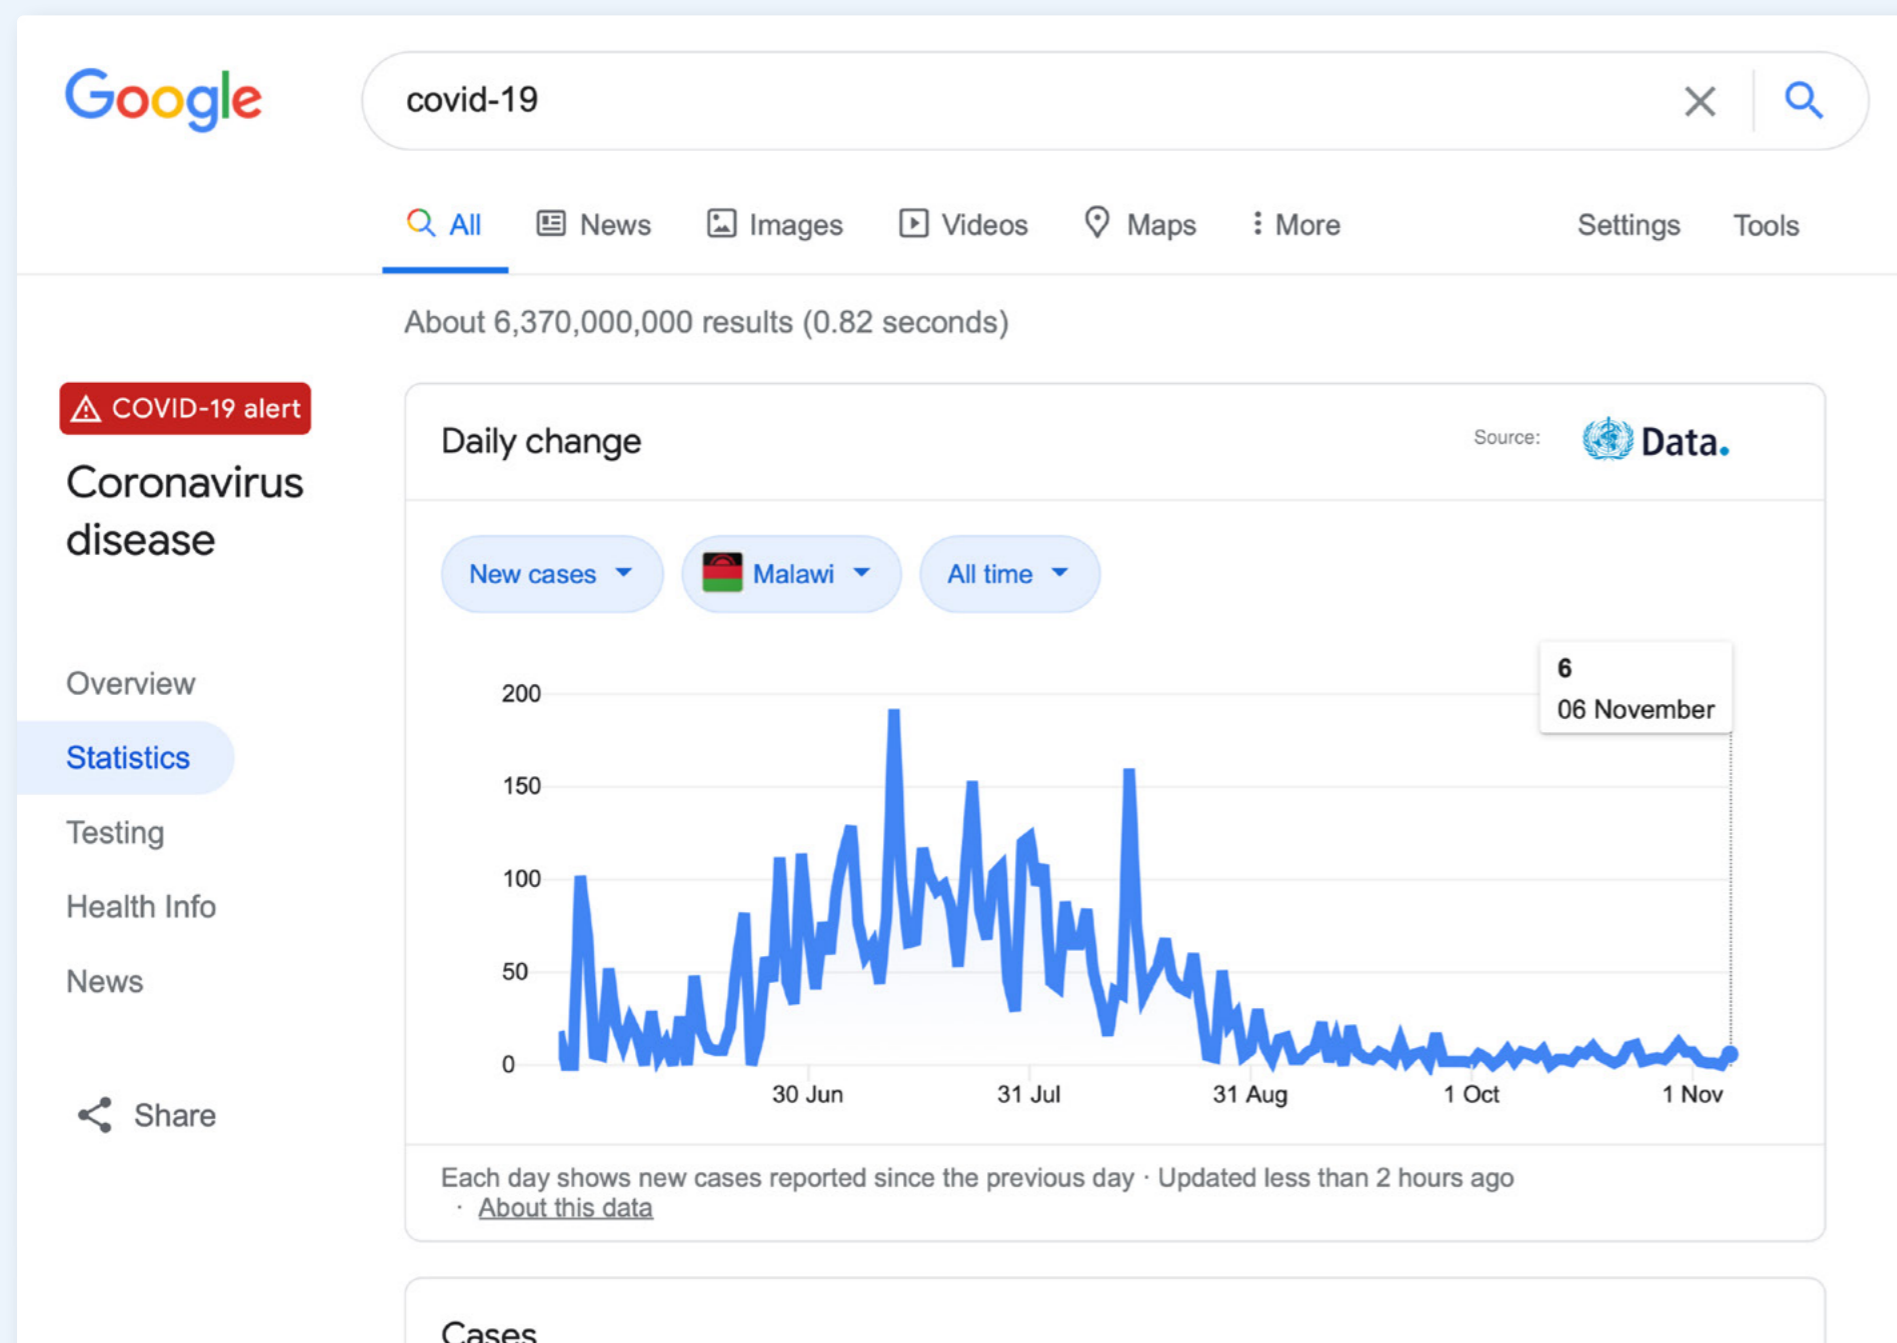 Google
covid-19
All News Images Videos Maps More Settings Tools
About 6,370,000,000 results (0.82 seconds)
COVID-19 alert
Coronavirus
disease
Overview
Statistics
Testing
Health Info
News
Share
Daily change
Source: Data.
New cases Malawi All time
6
06 November
200
150
100
50
0
30 Jun 31 Jul 31 Aug 1 Oct 1 Nov
Each day shows new cases reported since the previous day · Updated less than 2 hours ago
· About this data
Cases